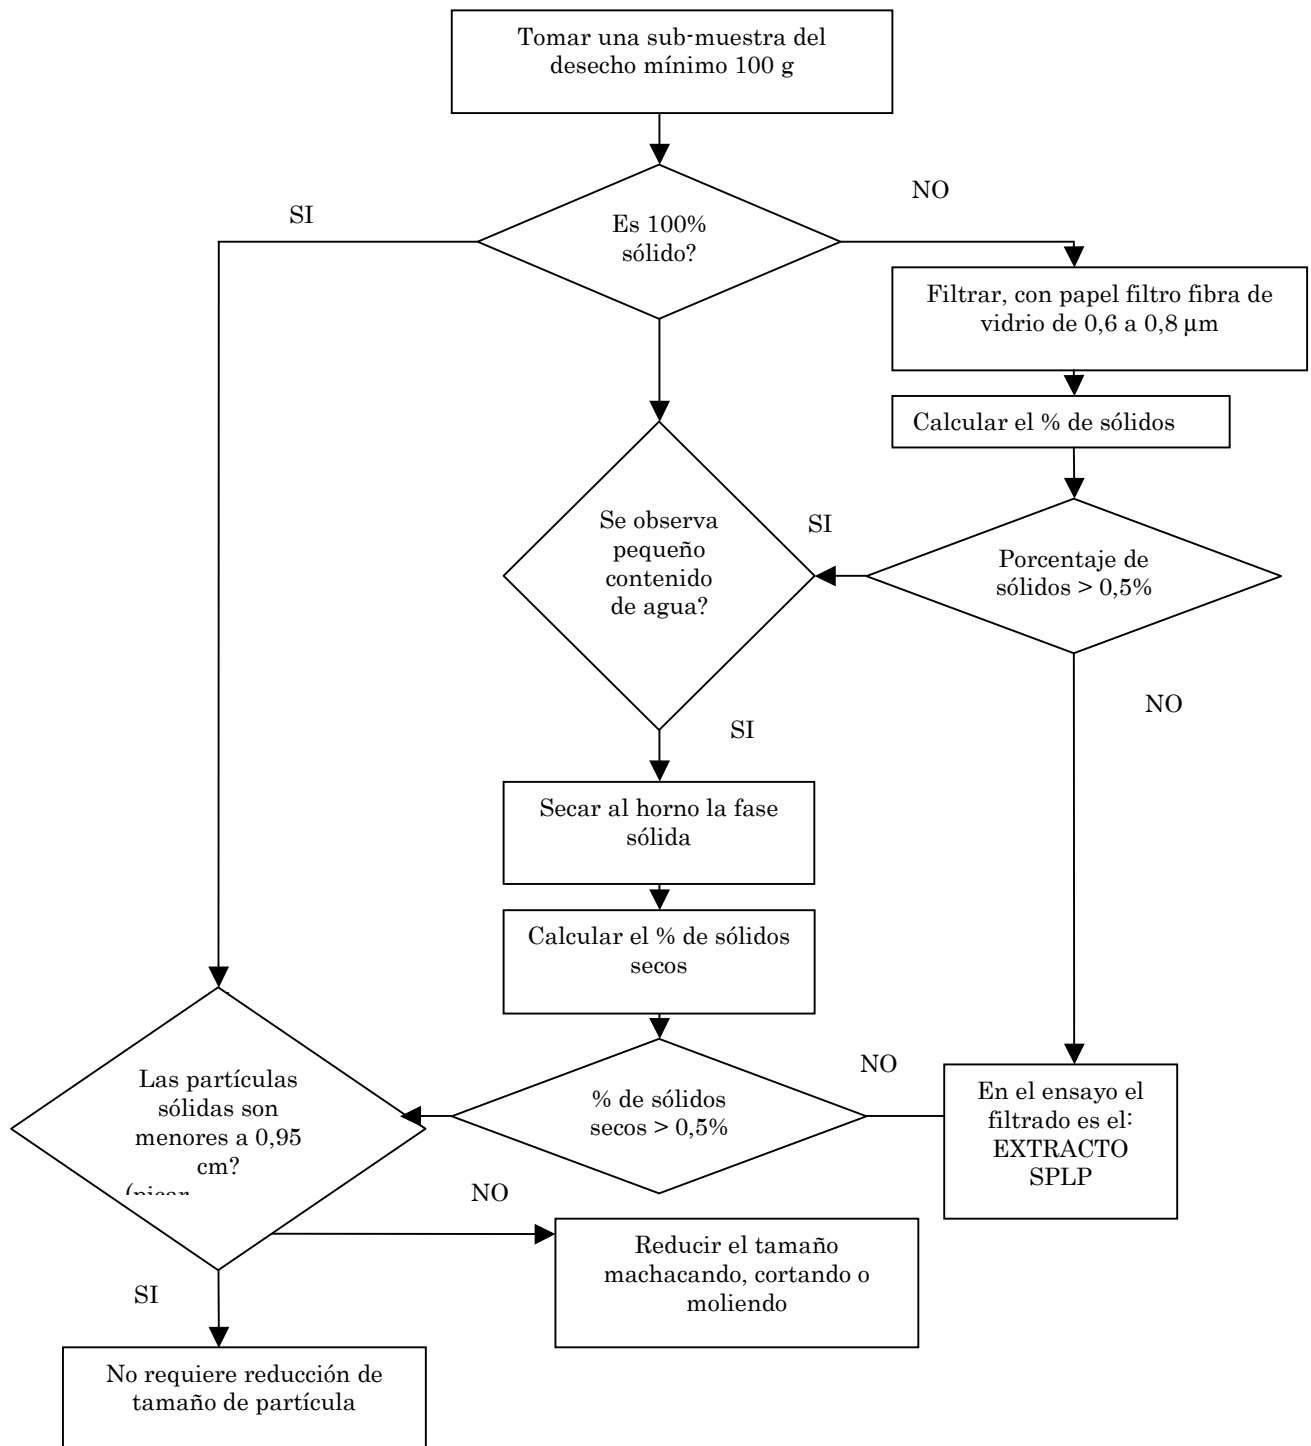 Tomar una sub-muestra del
desecho mínimo 100 g
SI
NO
Es 100%
sólido?
Filtrar, con papel filtro fibra de
vidrio de 0,6 a 0,8 µm
Calcular el % de sólidos
Se observa
pequeño
contenido
de agua?
SI
Porcentaje de
sólidos > 0,5%
NO
SI
Secar al horno la fase
sólida
Calcular el % de sólidos
secos
Las partículas
sólidas son
menores a 0,95
cm?
% de sólidos
secos > 0,5%
NO
En el ensayo el
filtrado es el:
EXTRACTO
SPLP
NO
Reducir el tamaño
machacando, cortando o
moliendo
SI
No requiere reducción de
tamaño de partícula